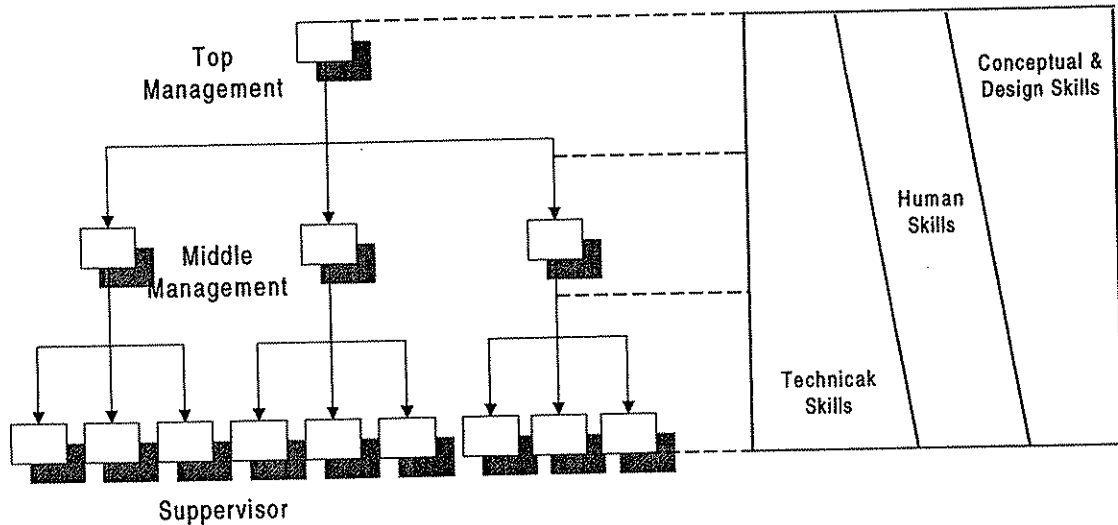 Top
Management
Middle
Management
Suppervisor
Conceptual &
Design Skills
Human
Skills
Technicak
Skills